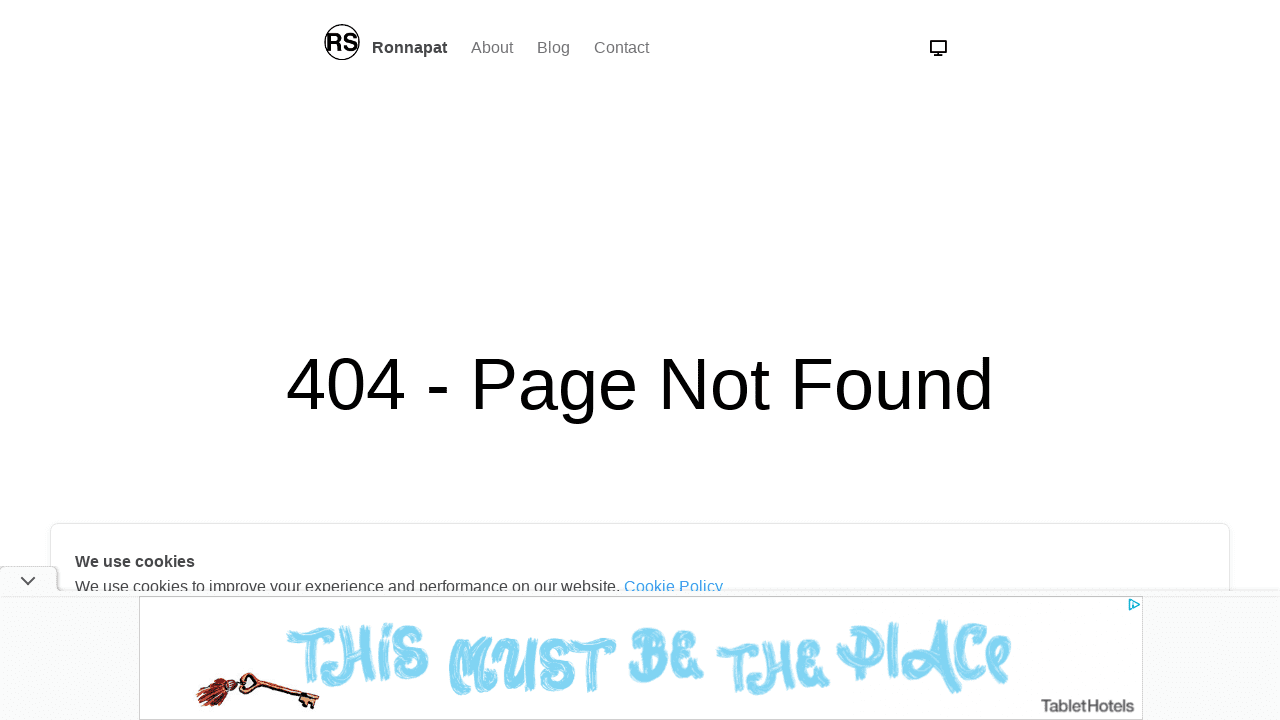 RS Ronnapat About Blog Contact
404 - Page Not Found
We use cookies
We use cookies to improve your experience and performance on our website. Cookie Policy
THIS MUST BE THE PLACE
TabletHotels